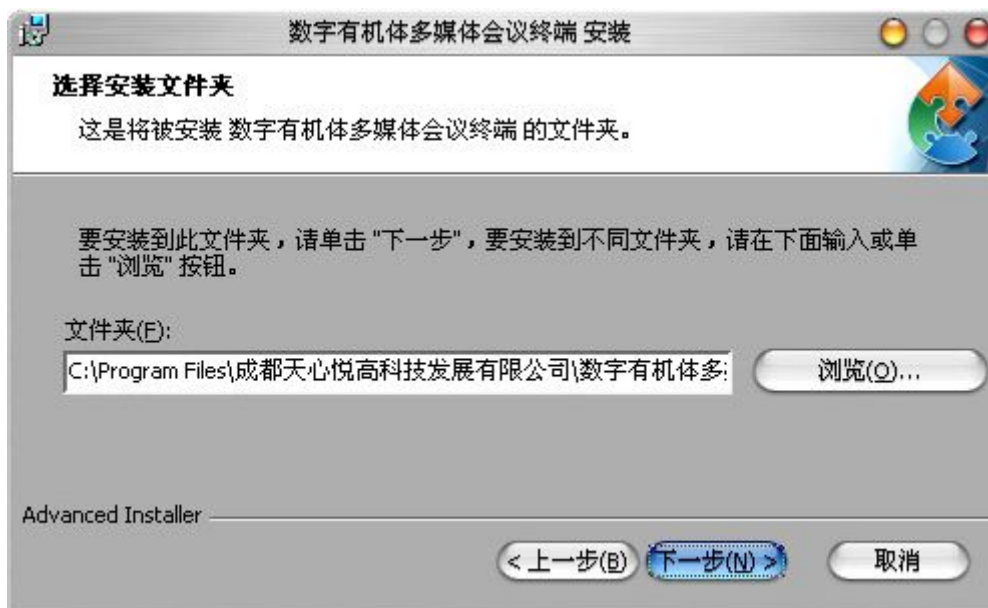 数字有机体多媒体会议终端 安装
选择安装文件夹
这是将被安装 数字有机体多媒体会议终端 的文件夹。
要安装到此文件夹，请单击 "下一步"，要安装到不同文件夹，请在下面输入或单
击 "浏览" 按钮。
文件夹(F):
C:\Program Files\成都天心悦高科技发展有限公司\数字有机体多
浏览(O)...
Advanced Installer
< 上一步(B)
下一步(N) >
取消